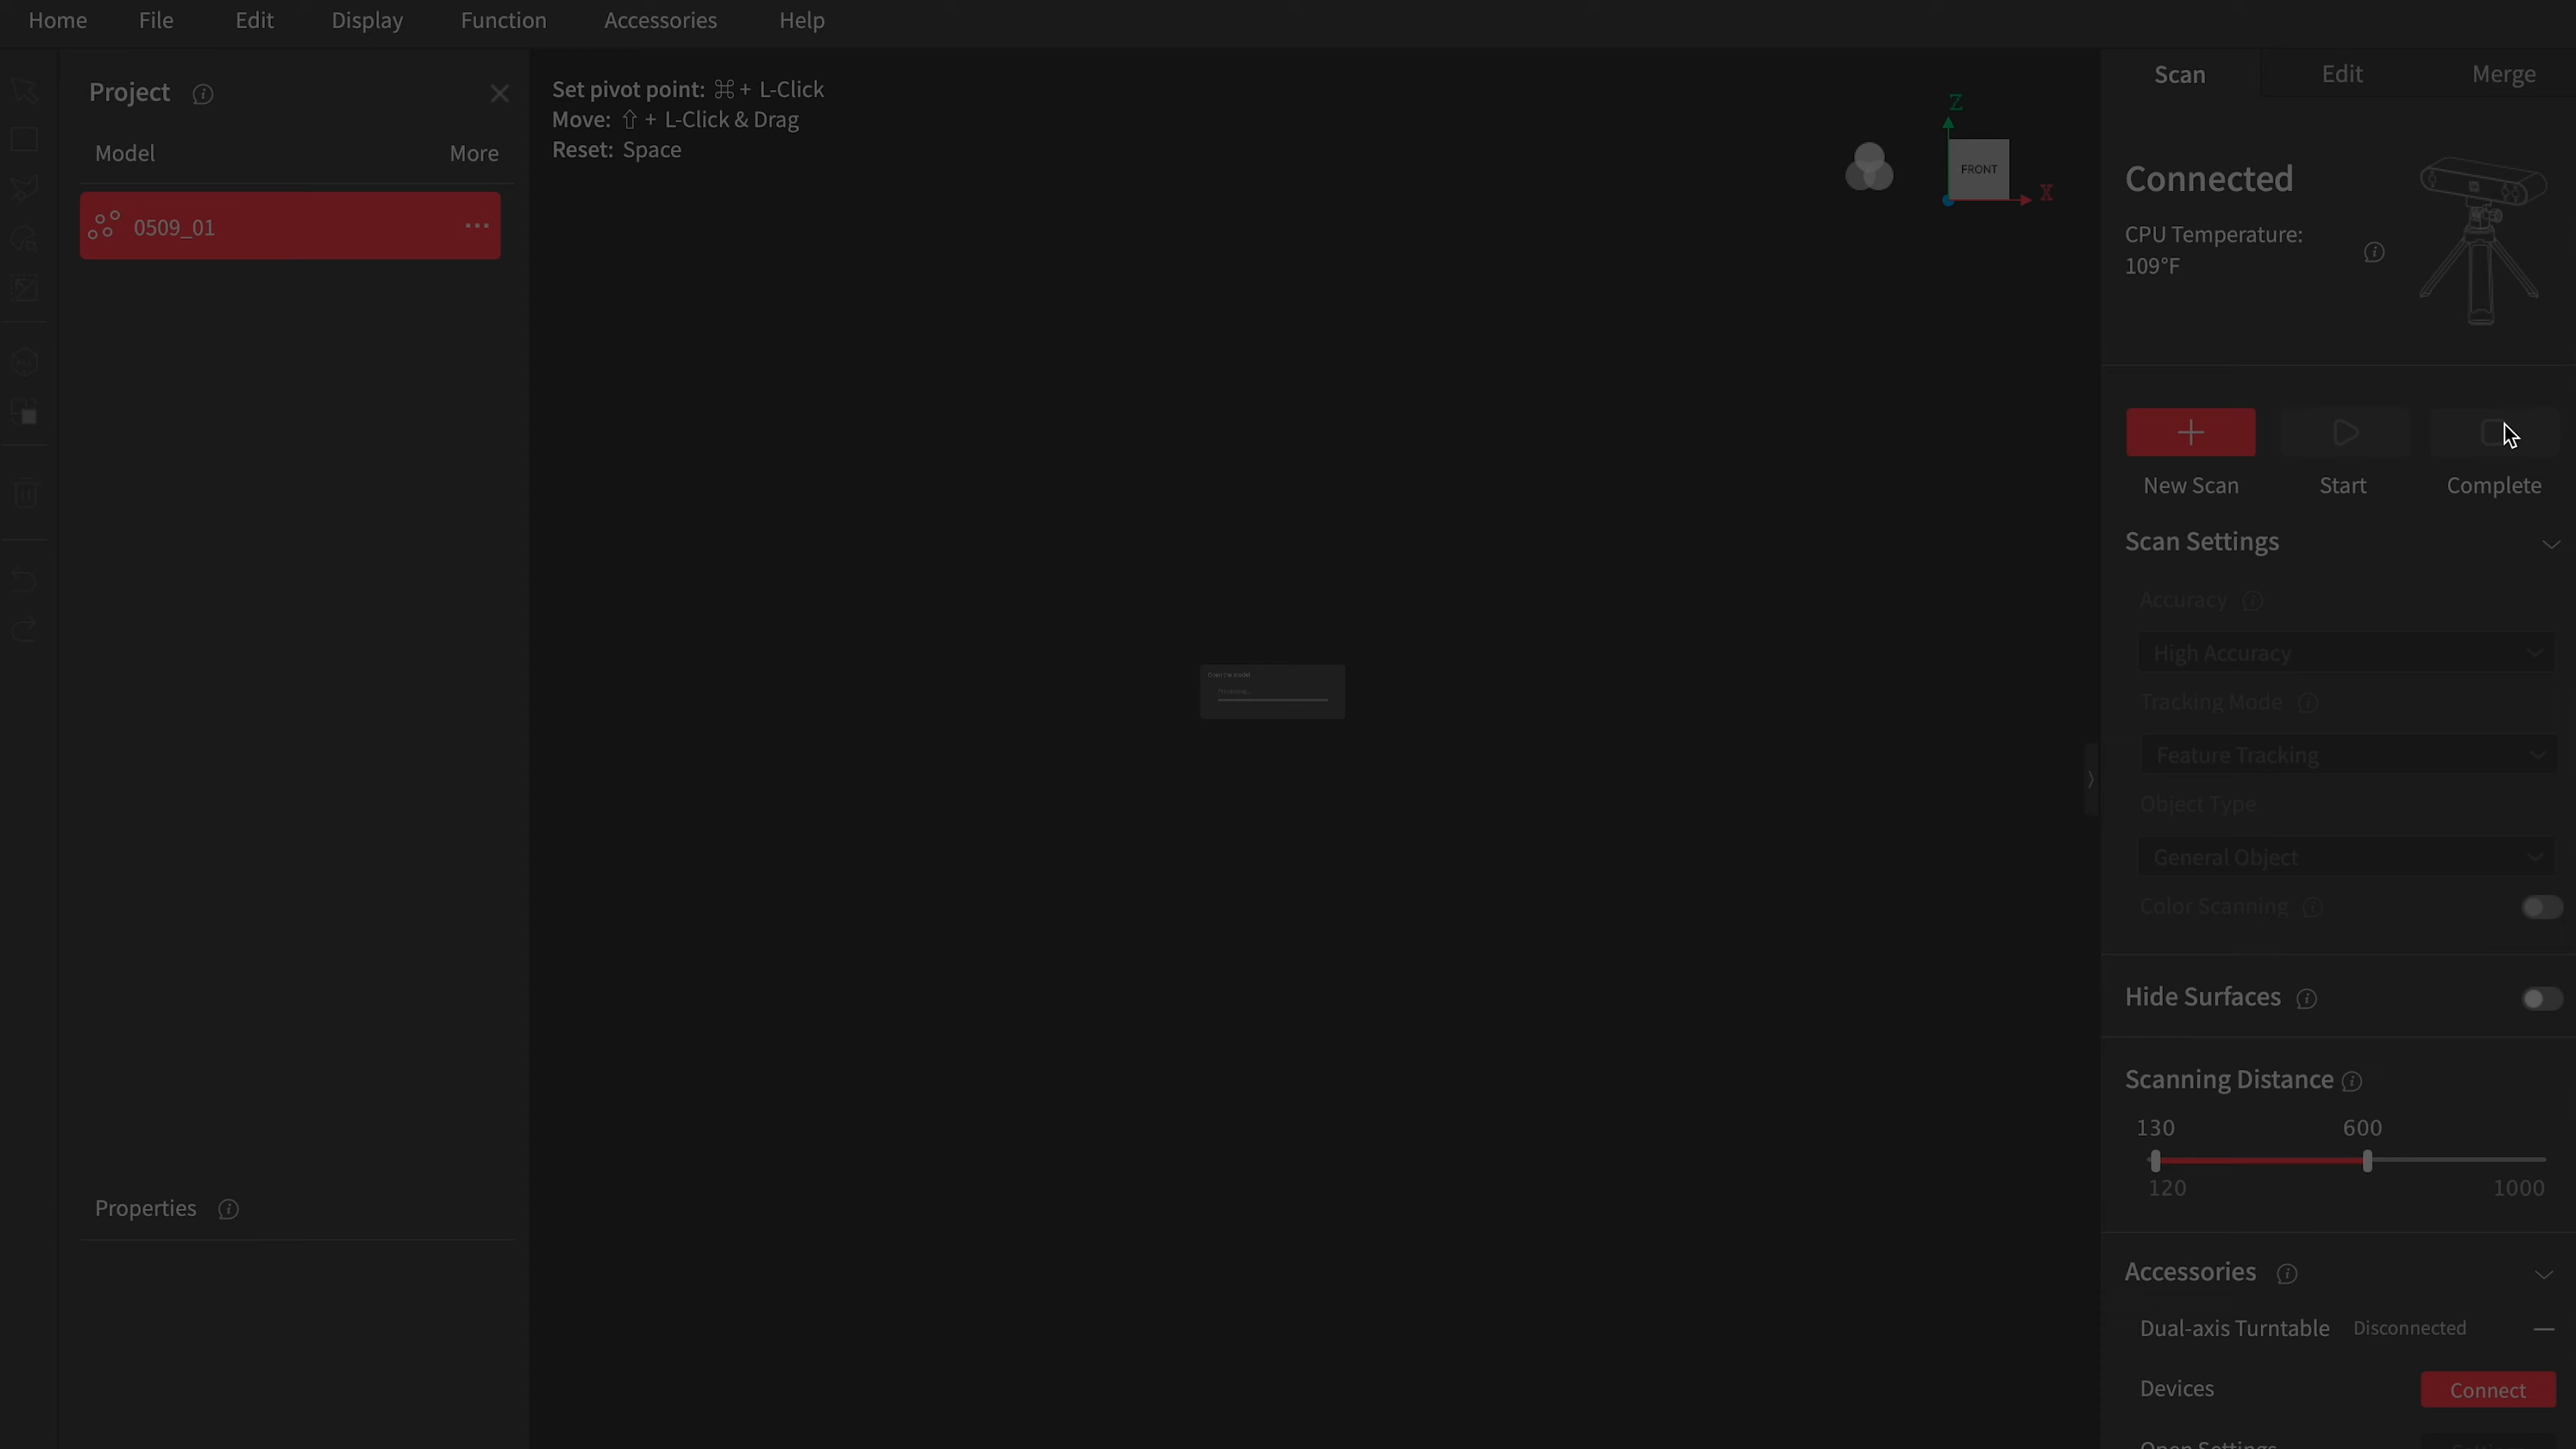 Home File Edit Display Function Accessories Help
Project
Model More
0509_01
Properties
Set pivot point: ⌘ + L-Click
Move: ⇧ + L-Click & Drag
Reset: Space
Z
FRONT
X
Scan Edit Merge
Connected
CPU Temperature:
109°F
New Scan Start Complete
Scan Settings
Accuracy
High Accuracy
Tracking Mode
Feature Tracking
Object Type
General Object
Color Scanning
Hide Surfaces
Scanning Distance
130 600
120 1000
Accessories
Dual-axis Turntable Disconnected
Devices Connect
Open Settings